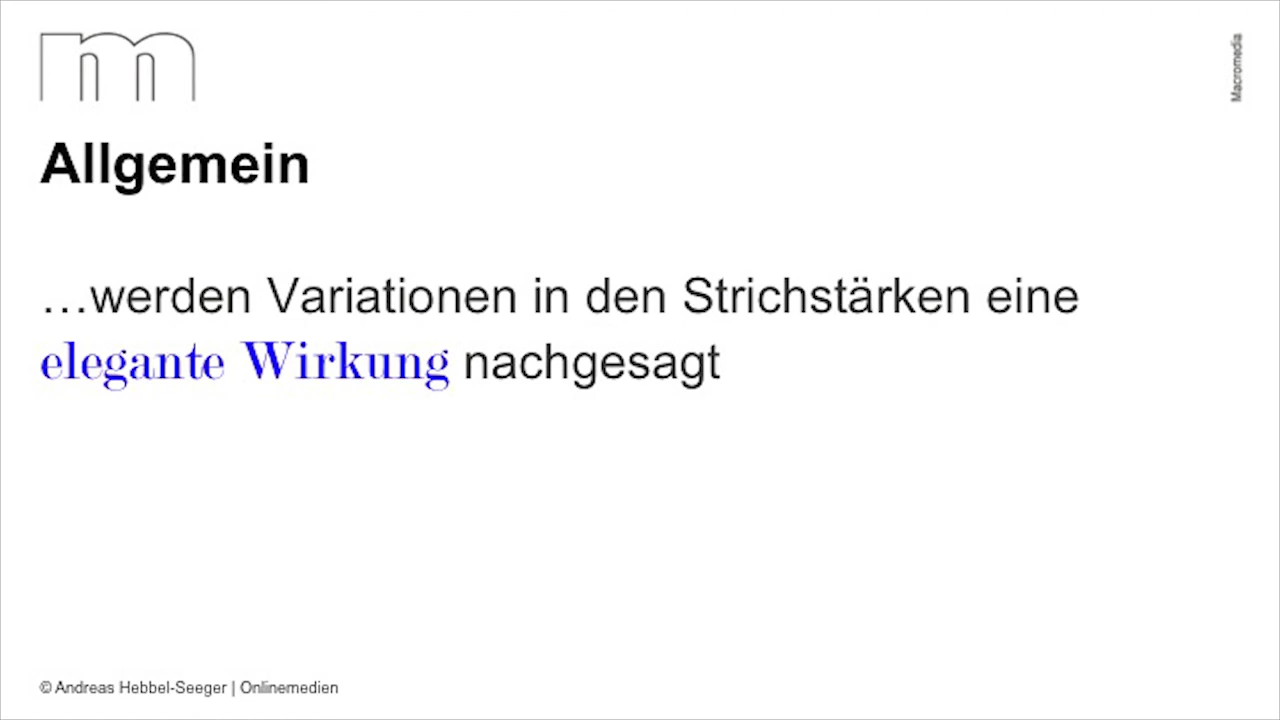 m
Macromedia
Allgemein
…werden Variationen in den Strichstärken eine
elegante Wirkung nachgesagt
© Andreas Hebbel-Seeger | Onlinemedien